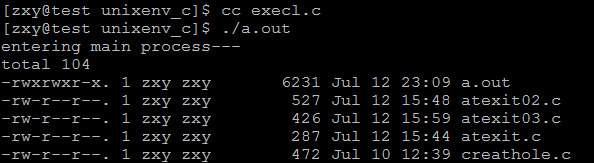 [zxy@test unixenv_c]$ cc execl.c
[zxy@test unixenv_c]$ ./a.out
entering main process---
total 104
-rwxrwxr-x. 1 zxy zxy 6231 Jul 12 23:09 a.out
-rw-r--r--. 1 zxy zxy 527 Jul 12 15:48 atexit02.c
-rw-r--r--. 1 zxy zxy 426 Jul 12 15:59 atexit03.c
-rw-r--r--. 1 zxy zxy 287 Jul 12 15:44 atexit.c
-rw-r--r--. 1 zxy zxy 472 Jul 10 12:39 creathole.c